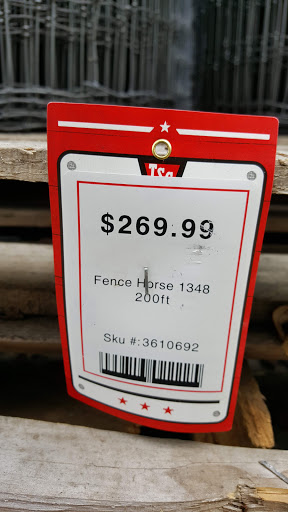 TSC
$269.99
Fence Horse 1348
200ft
Sku #:3610692